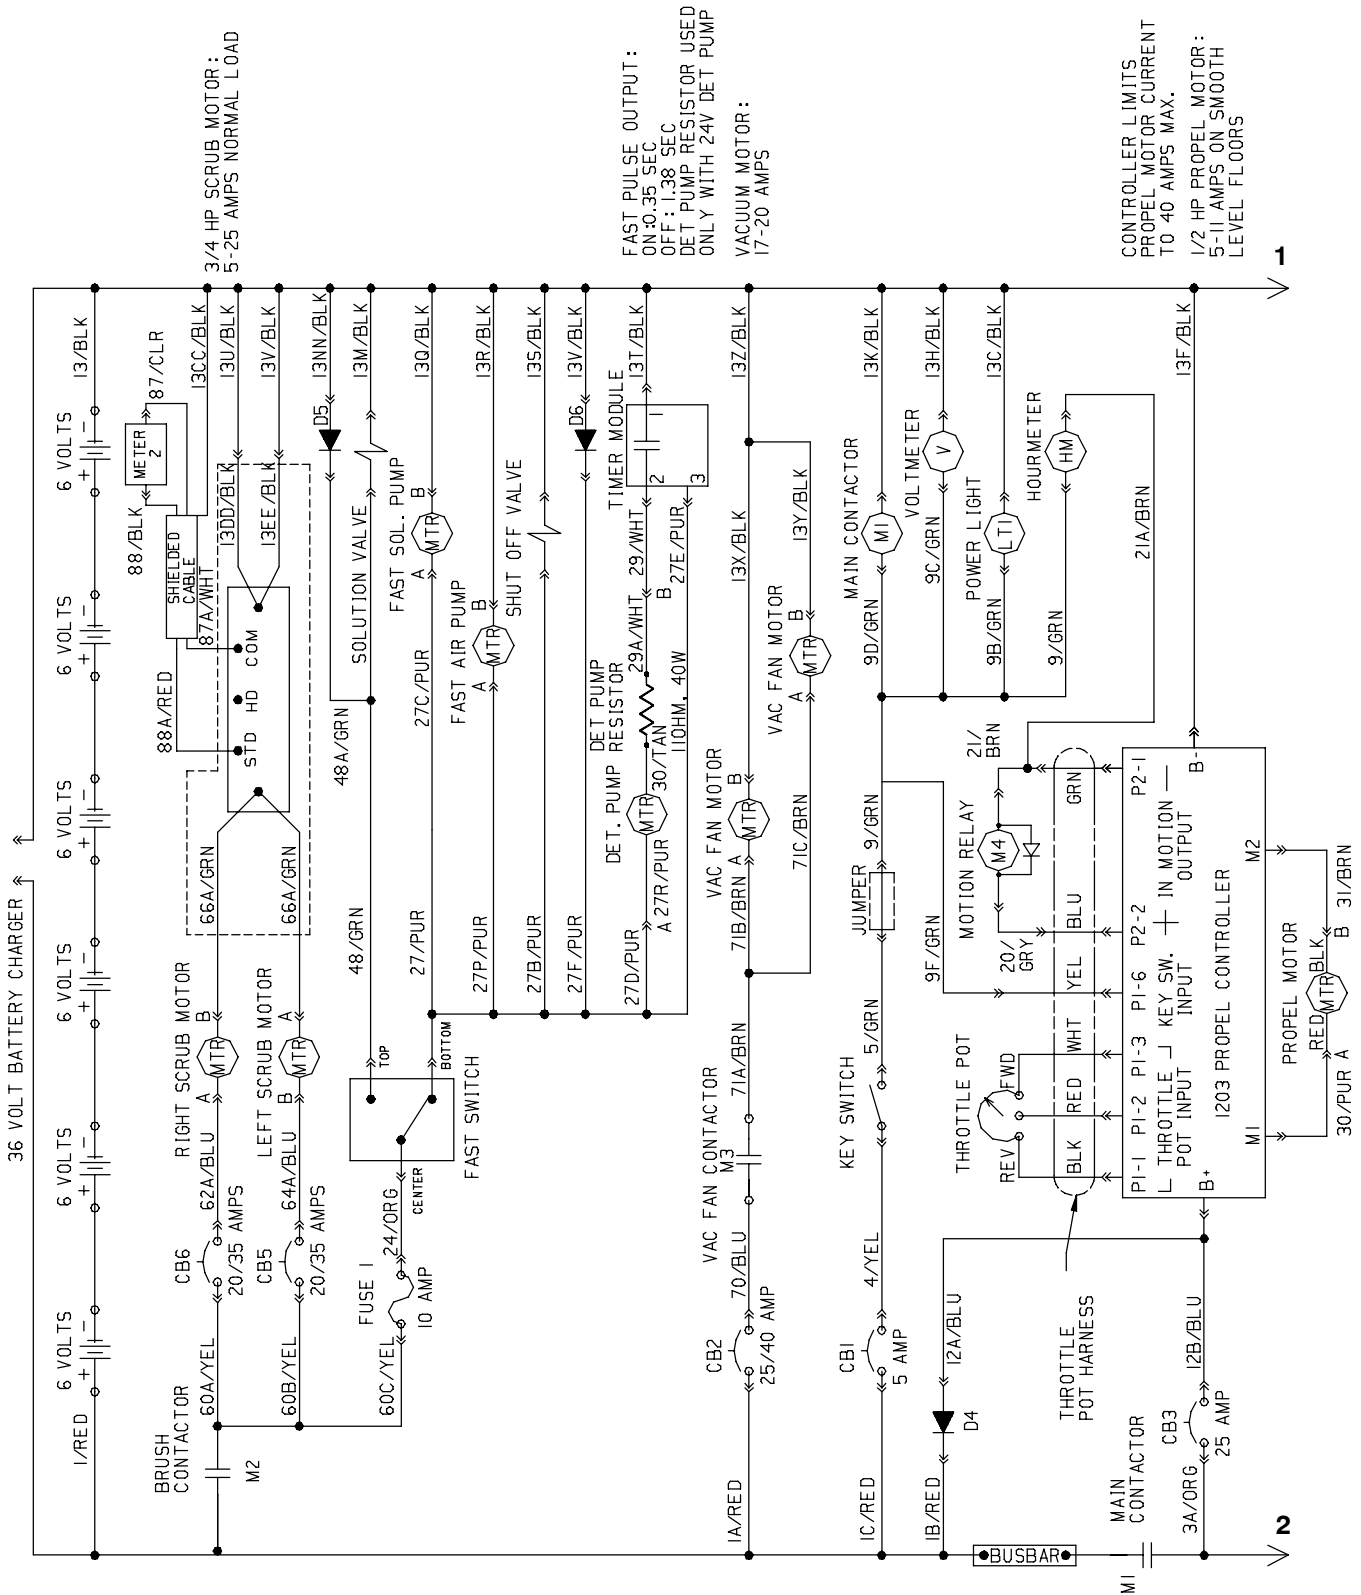 36 VOLT BATTERY CHARGER
1/RED
6 VOLTS
+ -
6 VOLTS
+ -
6 VOLTS
+ -
6 VOLTS
+ -
6 VOLTS
+ -
6 VOLTS
+ -
13/BLK
METER
2
88/BLK
87/CLR
SHIELDED
CABLE
88A/RED
87A/WHT
13CC/BLK
3/4 HP SCRUB MOTOR:
5-25 AMPS NORMAL LOAD
BRUSH
CONTACTOR
M2
60A/YEL
CB6
20/35 AMPS
62A/BLU
RIGHT SCRUB MOTOR
A
MTR
B
66A/GRN
STD
HD
COM
13DD/BLK
13U/BLK
60B/YEL
CB5
20/35 AMPS
64A/BLU
LEFT SCRUB MOTOR
B
MTR
A
66A/GRN
13EE/BLK
13V/BLK
D5
13NN/BLK
48A/GRN
48/GRN
SOLUTION VALVE
13M/BLK
60C/YEL
FUSE 1
10 AMP
24/ORG
CENTER
TOP
BOTTOM
FAST SWITCH
27/PUR
27C/PUR
FAST SOL. PUMP
A
MTR
B
13Q/BLK
27P/PUR
FAST AIR PUMP
A
MTR
B
13R/BLK
27B/PUR
SHUT OFF VALVE
13S/BLK
27F/PUR
D6
13V/BLK
27D/PUR
A 27R/PUR
DET. PUMP
MTR
30/TAN
DET PUMP
RESISTOR
110HM, 40W
29A/WHT
B
29/WHT
27E/PUR
TIMER MODULE
1
2
3
13T/BLK
FAST PULSE OUTPUT:
ON:0.35 SEC
OFF: 1.38 SEC
DET PUMP RESISTOR USED
ONLY WITH 24V DET PUMP
1A/RED
CB2
25/40 AMP
70/BLU
VAC FAN CONTACTOR
M3
71A/BRN
71B/BRN
VAC FAN MOTOR
A
MTR
B
13X/BLK
13Z/BLK
71C/BRN
VAC FAN MOTOR
A
MTR
B
13Y/BLK
VACUUM MOTOR:
17-20 AMPS
1C/RED
CB1
5 AMP
4/YEL
KEY SWITCH
5/GRN
JUMPER
9/GRN
9F/GRN
9D/GRN
MAIN CONTACTOR
M1
13K/BLK
9C/GRN
VOLTMETER
V
13H/BLK
9B/GRN
POWER LIGHT
LT1
13C/BLK
9/GRN
HOURMETER
HM
21A/BRN
1B/RED
D4
12A/BLU
BUSBAR
MAIN
CONTACTOR
M1
3A/ORG
CB3
25 AMP
12B/BLU
THROTTLE
POT HARNESS
THROTTLE POT
REV
FWD
BLK
RED
WHT
YEL
BLU
GRN
MOTION RELAY
M4
20/
GRY
21/
BRN
P1-1
P1-2
P1-3
P1-6
P2-2
P2-1
THROTTLE
POT INPUT
KEY SW.
INPUT
+ IN MOTION —
OUTPUT
B+
B-
1203 PROPEL CONTROLLER
M1
M2
13F/BLK
30/PUR A
PROPEL MOTOR
RED
MTR
BLK
B 31/BRN
CONTROLLER LIMITS
PROPEL MOTOR CURRENT
TO 40 AMPS MAX.
1/2 HP PROPEL MOTOR:
5-11 AMPS ON SMOOTH
LEVEL FLOORS
1
2